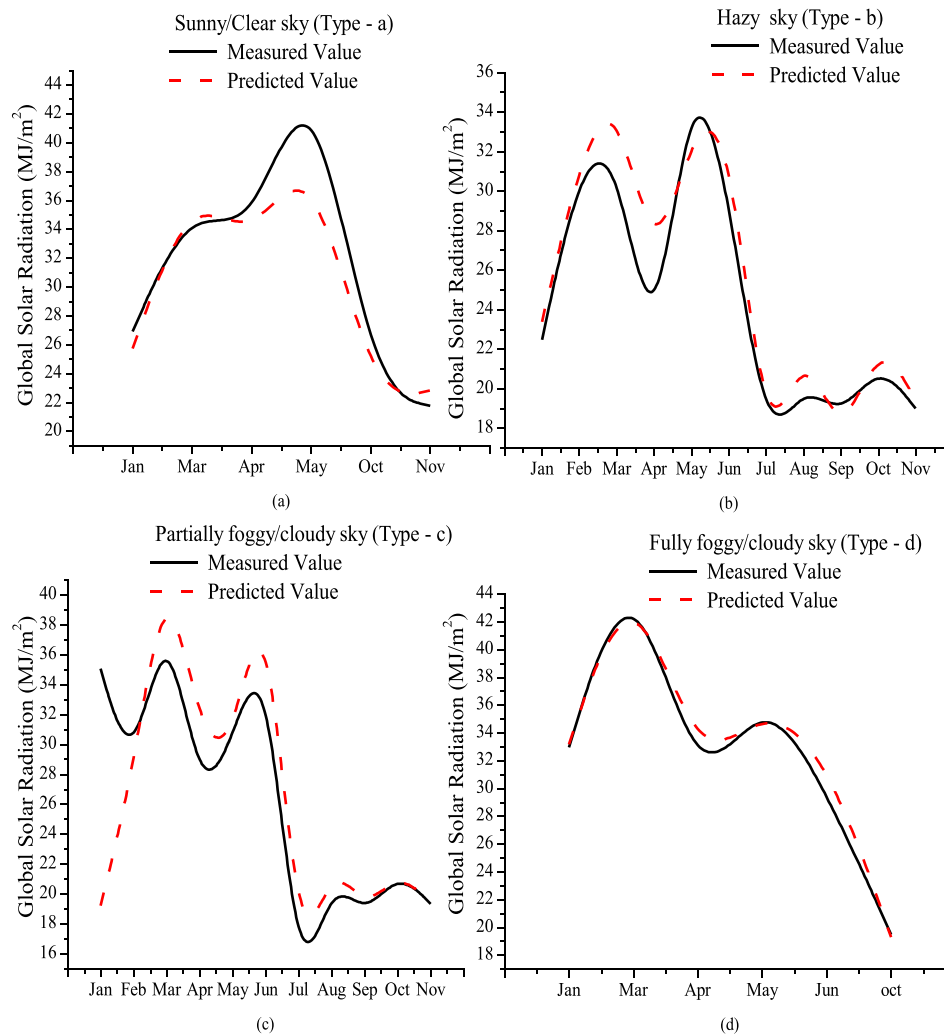 Sunny/Clear sky (Type - a)
Measured Value
Predicted Value
Global Solar Radiation (MJ/m²)
44
42
40
38
36
34
32
30
28
26
24
22
20
Jan Mar Apr May Oct Nov
(a)
Hazy sky (Type - b)
Measured Value
Predicted Value
Global Solar Radiation (MJ/m²)
36
34
32
30
28
26
24
22
20
18
Jan Feb Mar Apr May Jun Jul Aug Sep Oct Nov
(b)
Partially foggy/cloudy sky (Type - c)
Measured Value
Predicted Value
Global Solar Radiation (MJ/m²)
40
38
36
34
32
30
28
26
24
22
20
18
16
Jan Feb Mar Apr May Jun Jul Aug Sep Oct Nov
(c)
Fully foggy/cloudy sky (Type - d)
Measured Value
Predicted Value
Global Solar Radiation (MJ/m²)
44
42
40
38
36
34
32
30
28
26
24
22
20
18
Jan Mar Apr May Jun oct
(d)